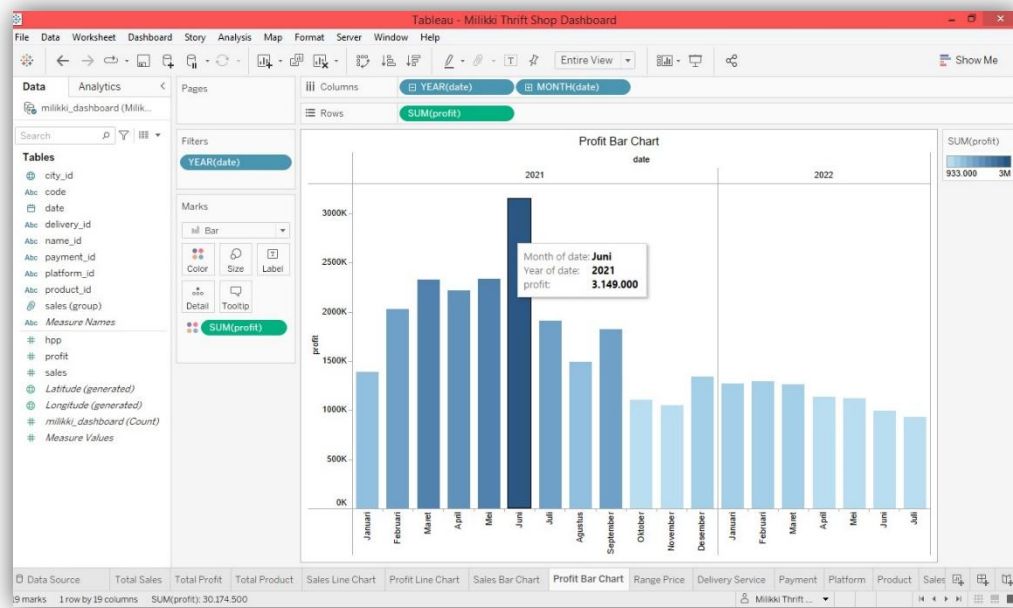 Tableau - Milikki Thrift Shop Dashboard
File Data Worksheet Dashboard Story Analysis Map Format Server Window Help
Entire View
Show Me
Data Analytics
milikki_dashboard (Milik...
Search
Tables
city_id
Abc code
date
Abc delivery_id
Abc name_id
Abc payment_id
Abc platform_id
Abc product_id
sales (group)
Abc Measure Names
# hpp
# profit
# sales
Latitude (generated)
Longitude (generated)
# milikki_dashboard (Count)
# Measure Values
Pages
Filters
YEAR(date)
Marks
Bar
Color Size Label
Detail Tooltip
SUM(profit)
Columns YEAR(date) MONTH(date)
Rows SUM(profit)
Profit Bar Chart
date
2021 2022
profit
3000K
2500K
2000K
1500K
1000K
500K
0K
Month of date: Juni
Year of date: 2021
profit: 3.149.000
Januari Februari Maret April Mei Juni Juli Agustus September Oktober November Desember Januari Februari Maret April Mei Juni Juli
SUM(profit)
933.000 3M
Data Source Total Sales Total Profit Total Product Sales Line Chart Profit Line Chart Sales Bar Chart Profit Bar Chart Range Price Delivery Service Payment Platform Product Sales
9 marks 1 row by 19 columns SUM(profit): 30.174.500 Milikki Thrift ...